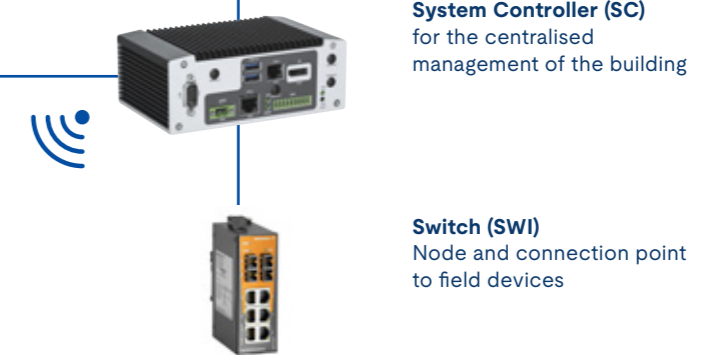 System Controller (SC)
for the centralised
management of the building
Switch (SWI)
Node and connection point
to field devices